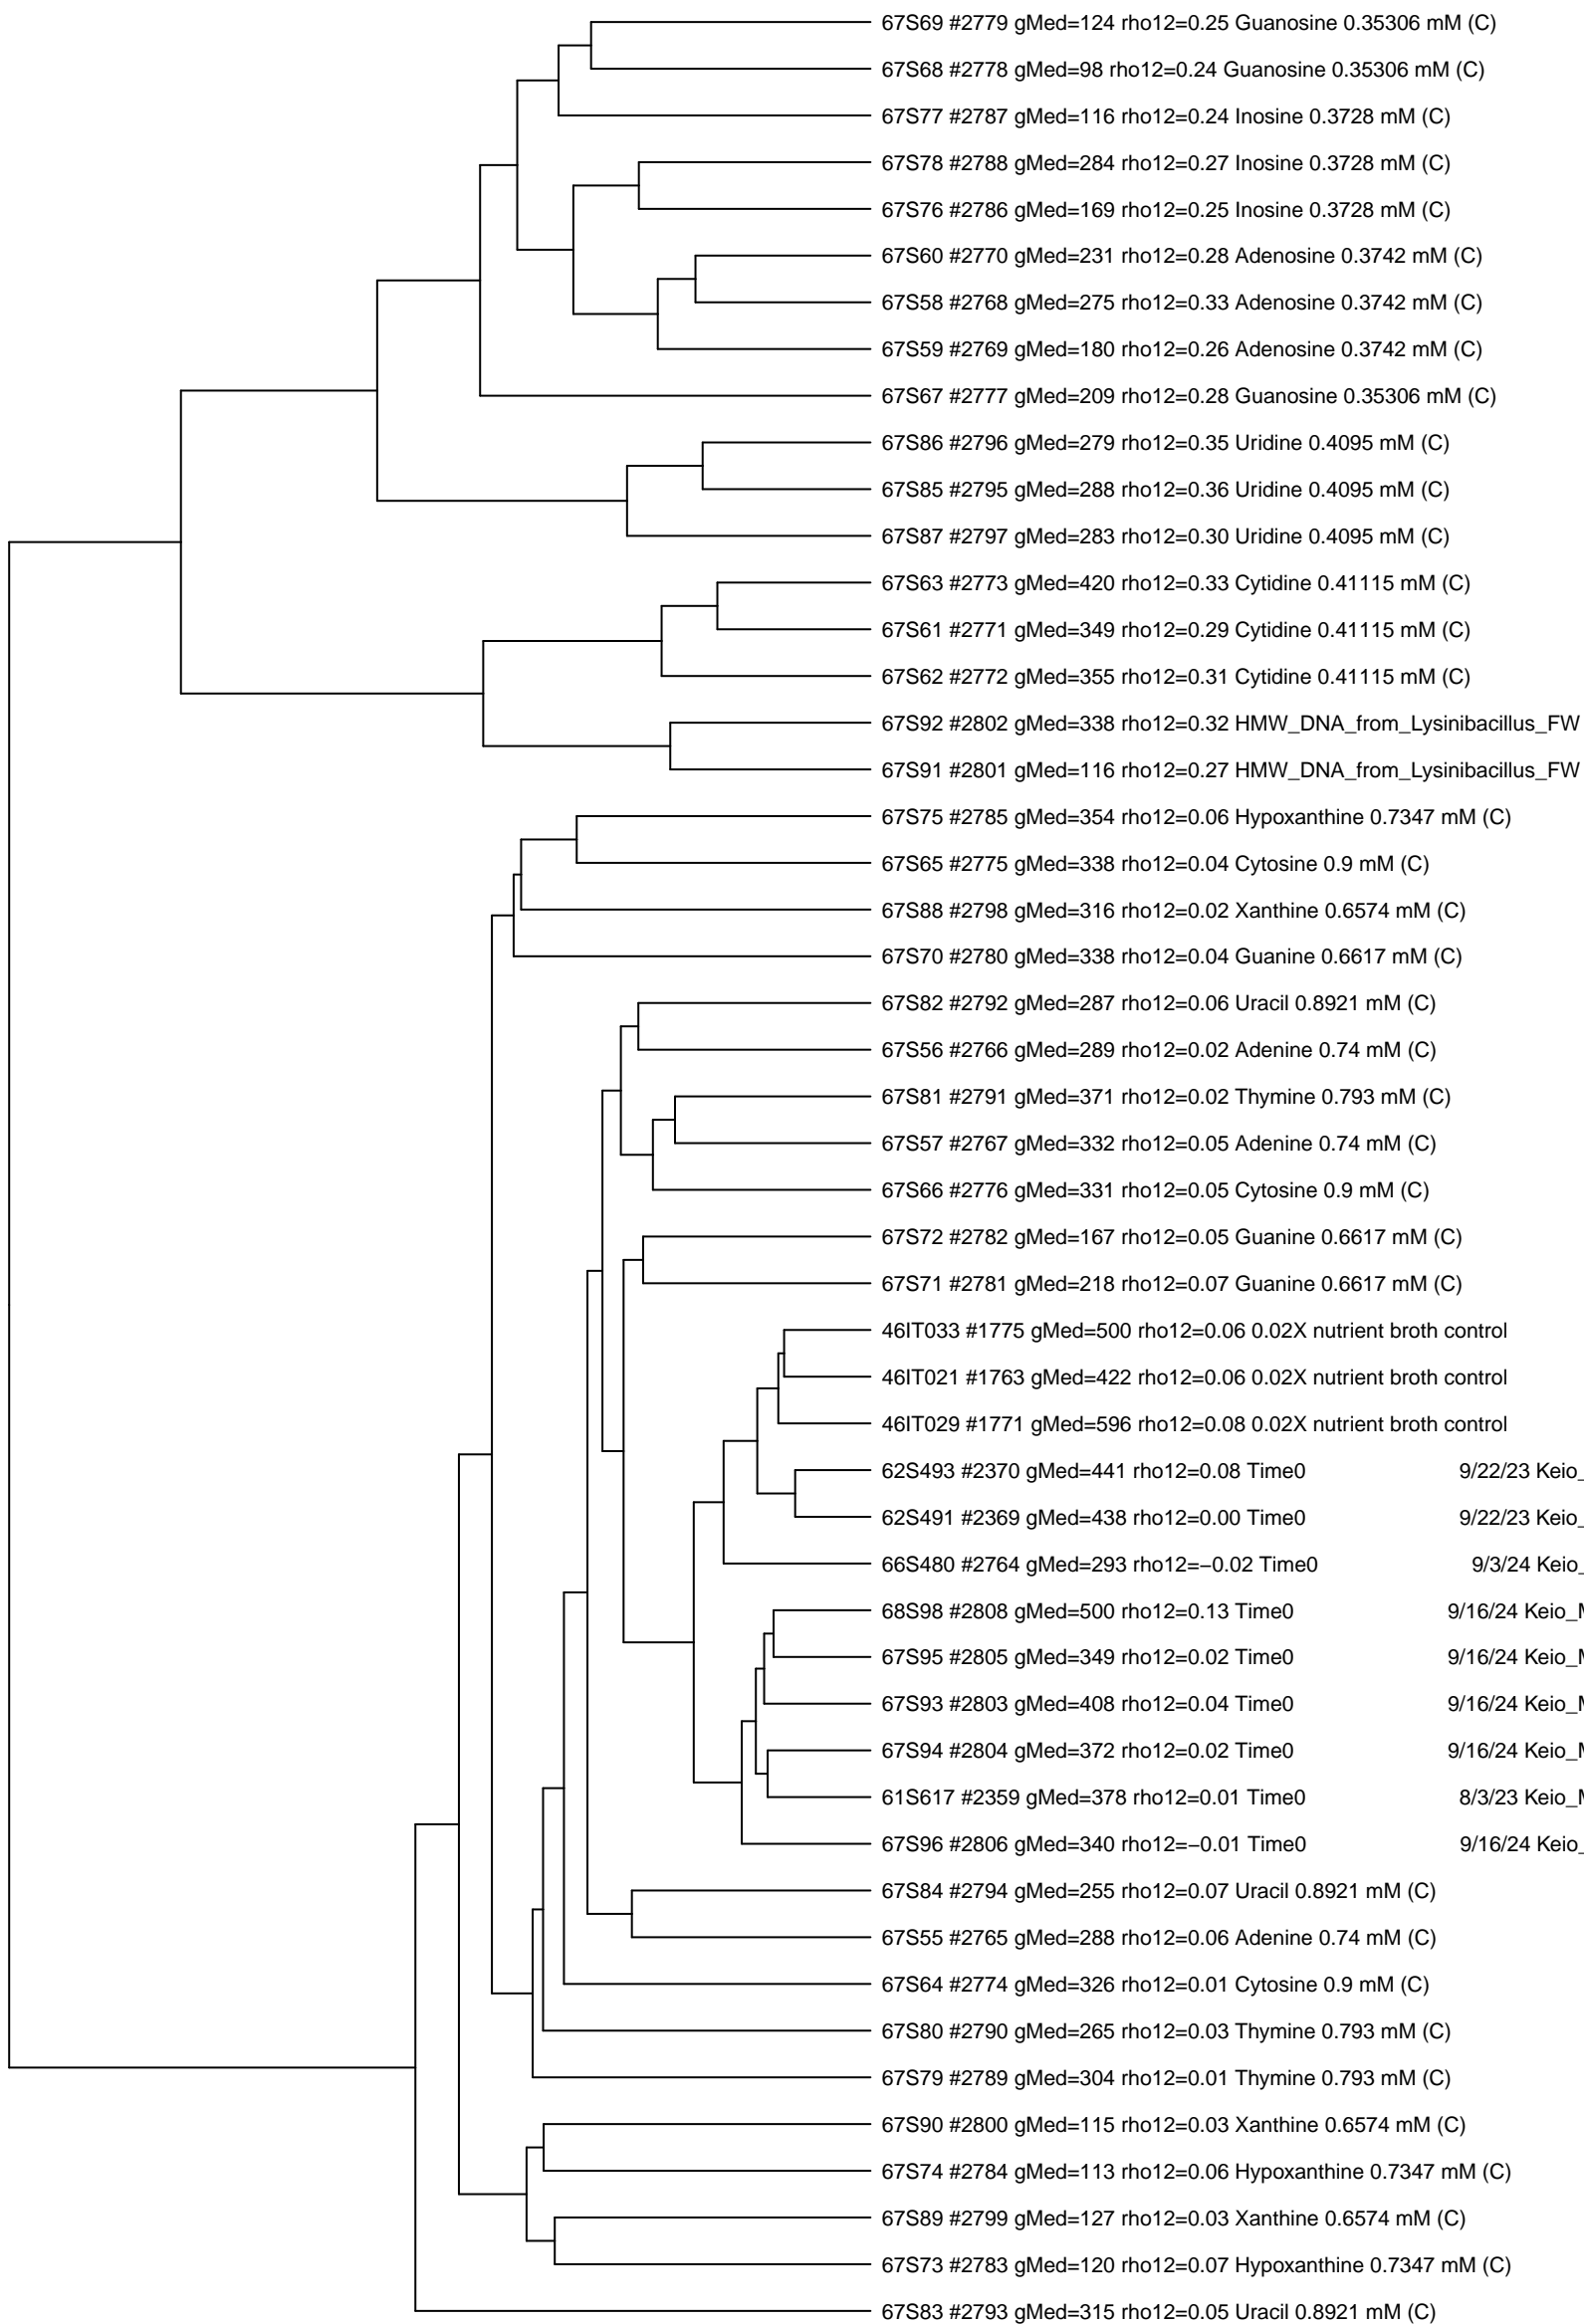 67S69 #2779 gMed=124 rho12=0.25 Guanosine 0.35306 mM (C)
67S68 #2778 gMed=98 rho12=0.24 Guanosine 0.35306 mM (C)
67S77 #2787 gMed=116 rho12=0.24 Inosine 0.3728 mM (C)
67S78 #2788 gMed=284 rho12=0.27 Inosine 0.3728 mM (C)
67S76 #2786 gMed=169 rho12=0.25 Inosine 0.3728 mM (C)
67S60 #2770 gMed=231 rho12=0.28 Adenosine 0.3742 mM (C)
67S58 #2768 gMed=275 rho12=0.33 Adenosine 0.3742 mM (C)
67S59 #2769 gMed=180 rho12=0.26 Adenosine 0.3742 mM (C)
67S67 #2777 gMed=209 rho12=0.28 Guanosine 0.35306 mM (C)
67S86 #2796 gMed=279 rho12=0.35 Uridine 0.4095 mM (C)
67S85 #2795 gMed=288 rho12=0.36 Uridine 0.4095 mM (C)
67S87 #2797 gMed=283 rho12=0.30 Uridine 0.4095 mM (C)
67S63 #2773 gMed=420 rho12=0.33 Cytidine 0.41115 mM (C)
67S61 #2771 gMed=349 rho12=0.29 Cytidine 0.41115 mM (C)
67S62 #2772 gMed=355 rho12=0.31 Cytidine 0.41115 mM (C)
67S92 #2802 gMed=338 rho12=0.32 HMW_DNA_from_Lysinibacillus_FW
67S91 #2801 gMed=116 rho12=0.27 HMW_DNA_from_Lysinibacillus_FW
67S75 #2785 gMed=354 rho12=0.06 Hypoxanthine 0.7347 mM (C)
67S65 #2775 gMed=338 rho12=0.04 Cytosine 0.9 mM (C)
67S88 #2798 gMed=316 rho12=0.02 Xanthine 0.6574 mM (C)
67S70 #2780 gMed=338 rho12=0.04 Guanine 0.6617 mM (C)
67S82 #2792 gMed=287 rho12=0.06 Uracil 0.8921 mM (C)
67S56 #2766 gMed=289 rho12=0.02 Adenine 0.74 mM (C)
67S81 #2791 gMed=371 rho12=0.02 Thymine 0.793 mM (C)
67S57 #2767 gMed=332 rho12=0.05 Adenine 0.74 mM (C)
67S66 #2776 gMed=331 rho12=0.05 Cytosine 0.9 mM (C)
67S72 #2782 gMed=167 rho12=0.05 Guanine 0.6617 mM (C)
67S71 #2781 gMed=218 rho12=0.07 Guanine 0.6617 mM (C)
46IT033 #1775 gMed=500 rho12=0.06 0.02X nutrient broth control
46IT021 #1763 gMed=422 rho12=0.06 0.02X nutrient broth control
46IT029 #1771 gMed=596 rho12=0.08 0.02X nutrient broth control
62S493 #2370 gMed=441 rho12=0.08 Time0 9/22/23 Keio_
62S491 #2369 gMed=438 rho12=0.00 Time0 9/22/23 Keio_
66S480 #2764 gMed=293 rho12=−0.02 Time0 9/3/24 Keio_
68S98 #2808 gMed=500 rho12=0.13 Time0 9/16/24 Keio_M
67S95 #2805 gMed=349 rho12=0.02 Time0 9/16/24 Keio_M
67S93 #2803 gMed=408 rho12=0.04 Time0 9/16/24 Keio_M
67S94 #2804 gMed=372 rho12=0.02 Time0 9/16/24 Keio_M
61S617 #2359 gMed=378 rho12=0.01 Time0 8/3/23 Keio_M
67S96 #2806 gMed=340 rho12=−0.01 Time0 9/16/24 Keio_
67S84 #2794 gMed=255 rho12=0.07 Uracil 0.8921 mM (C)
67S55 #2765 gMed=288 rho12=0.06 Adenine 0.74 mM (C)
67S64 #2774 gMed=326 rho12=0.01 Cytosine 0.9 mM (C)
67S80 #2790 gMed=265 rho12=0.03 Thymine 0.793 mM (C)
67S79 #2789 gMed=304 rho12=0.01 Thymine 0.793 mM (C)
67S90 #2800 gMed=115 rho12=0.03 Xanthine 0.6574 mM (C)
67S74 #2784 gMed=113 rho12=0.06 Hypoxanthine 0.7347 mM (C)
67S89 #2799 gMed=127 rho12=0.03 Xanthine 0.6574 mM (C)
67S73 #2783 gMed=120 rho12=0.07 Hypoxanthine 0.7347 mM (C)
67S83 #2793 gMed=315 rho12=0.05 Uracil 0.8921 mM (C)